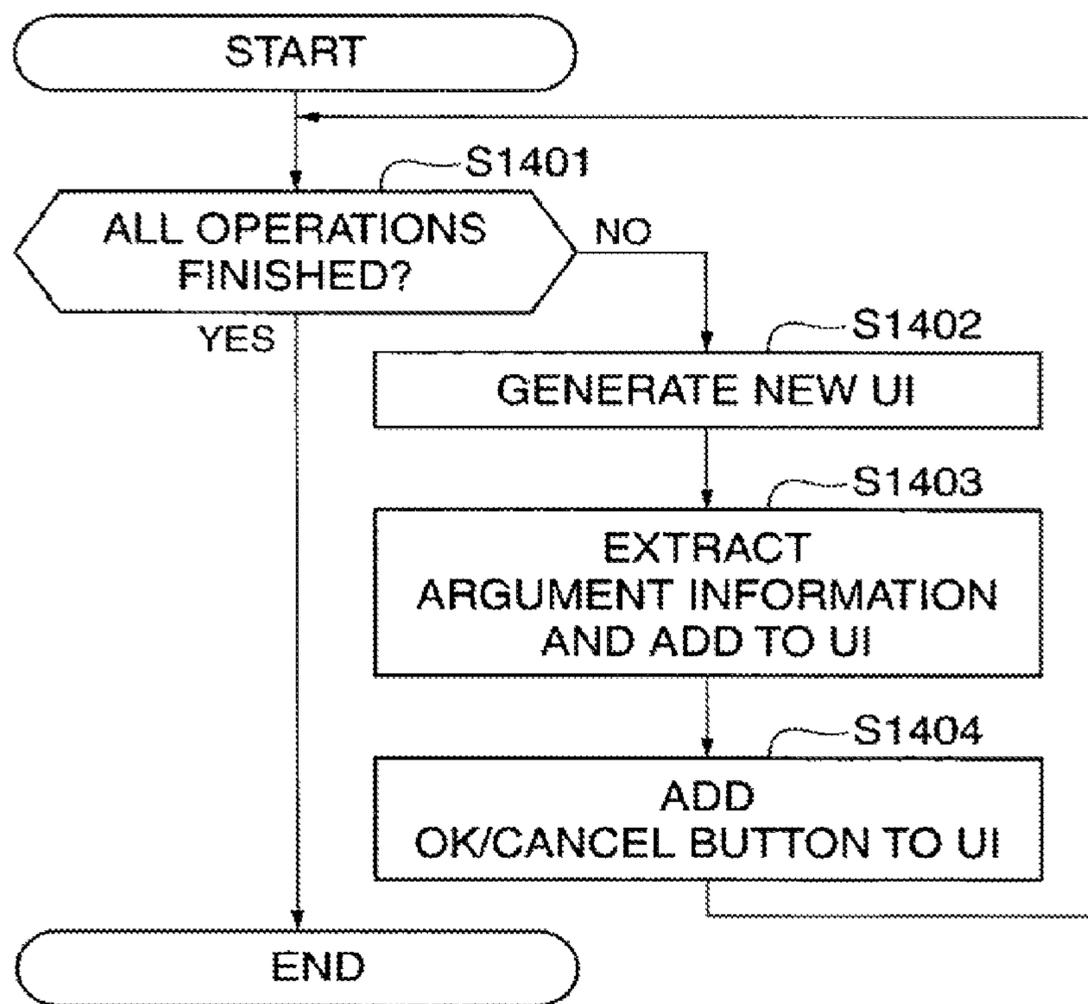 START
S1401
ALL OPERATIONS
FINISHED?
NO
YES
S1402
GENERATE NEW UI
S1403
EXTRACT
ARGUMENT INFORMATION
AND ADD TO UI
S1404
ADD
OK/CANCEL BUTTON TO UI
END